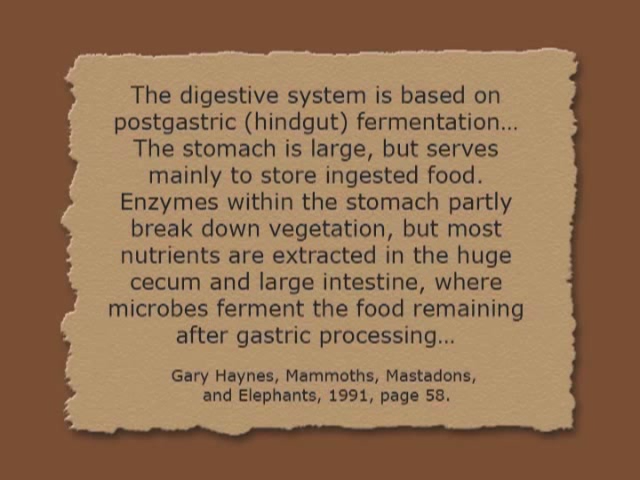 The digestive system is based on
postgastric (hindgut) fermentation...
The stomach is large, but serves
mainly to store ingested food.
Enzymes within the stomach partly
break down vegetation, but most
nutrients are extracted in the huge
cecum and large intestine, where
microbes ferment the food remaining
after gastric processing...
Gary Haynes, Mammoths, Mastadons,
and Elephants, 1991, page 58.